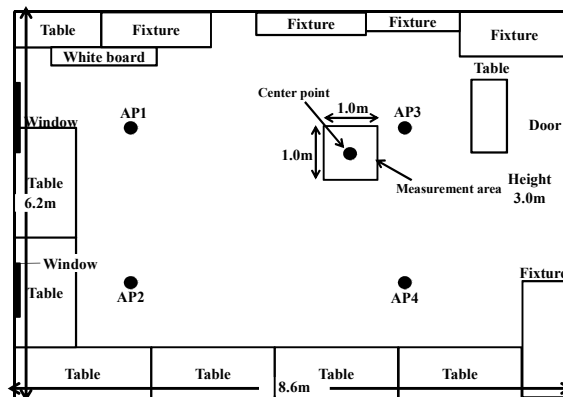 Table
Fixture
Fixture
Fixture
Fixture
White board
Table
Center point
1.0m
AP1
AP3
Window
Door
1.0m
Measurement area
Height
3.0m
Table
6.2m
Window
Fixture
Table
AP2
AP4
Table
Table
Table
Table
8.6m